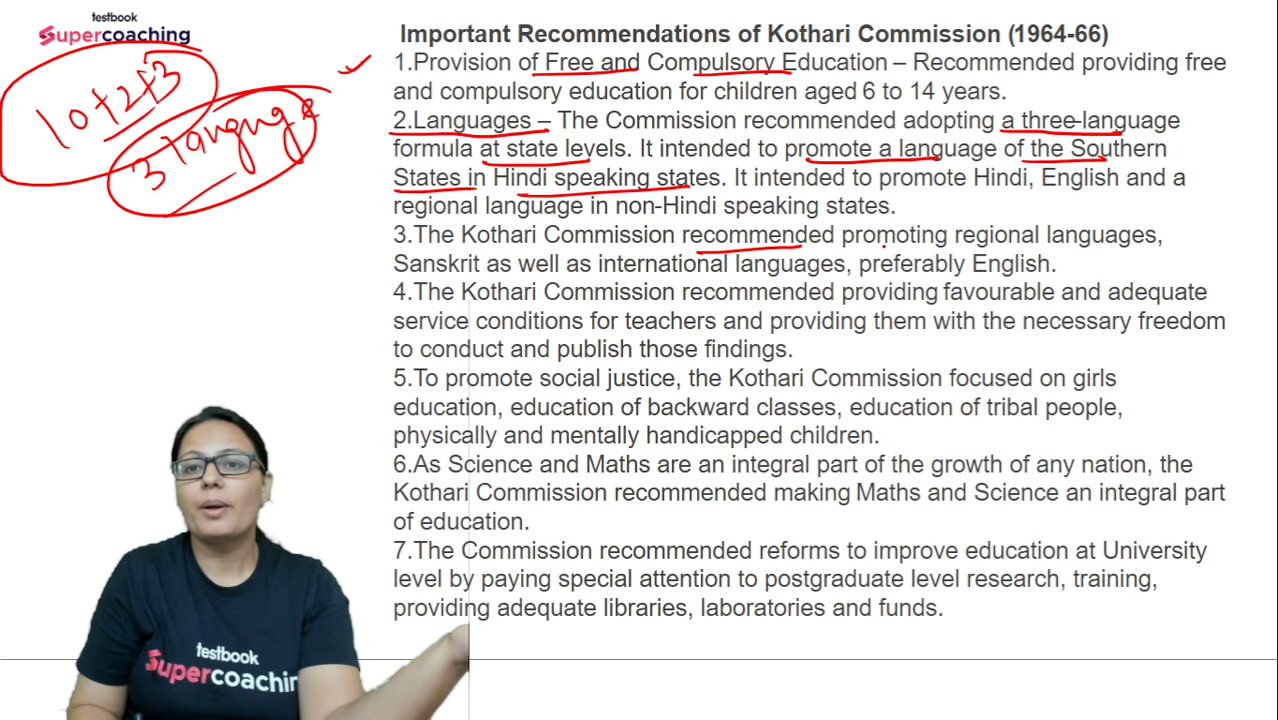 testbook
Supercoaching
10+2+3
3 language
Important Recommendations of Kothari Commission (1964-66)
1.Provision of Free and Compulsory Education – Recommended providing free
and compulsory education for children aged 6 to 14 years.
2.Languages – The Commission recommended adopting a three-language
formula at state levels. It intended to promote a language of the Southern
States in Hindi speaking states. It intended to promote Hindi, English and a
regional language in non-Hindi speaking states.
3.The Kothari Commission recommended promoting regional languages,
Sanskrit as well as international languages, preferably English.
4.The Kothari Commission recommended providing favourable and adequate
service conditions for teachers and providing them with the necessary freedom
to conduct and publish those findings.
5.To promote social justice, the Kothari Commission focused on girls
education, education of backward classes, education of tribal people,
physically and mentally handicapped children.
6.As Science and Maths are an integral part of the growth of any nation, the
Kothari Commission recommended making Maths and Science an integral part
of education.
7.The Commission recommended reforms to improve education at University
level by paying special attention to postgraduate level research, training,
providing adequate libraries, laboratories and funds.
testbook
Supercoachin